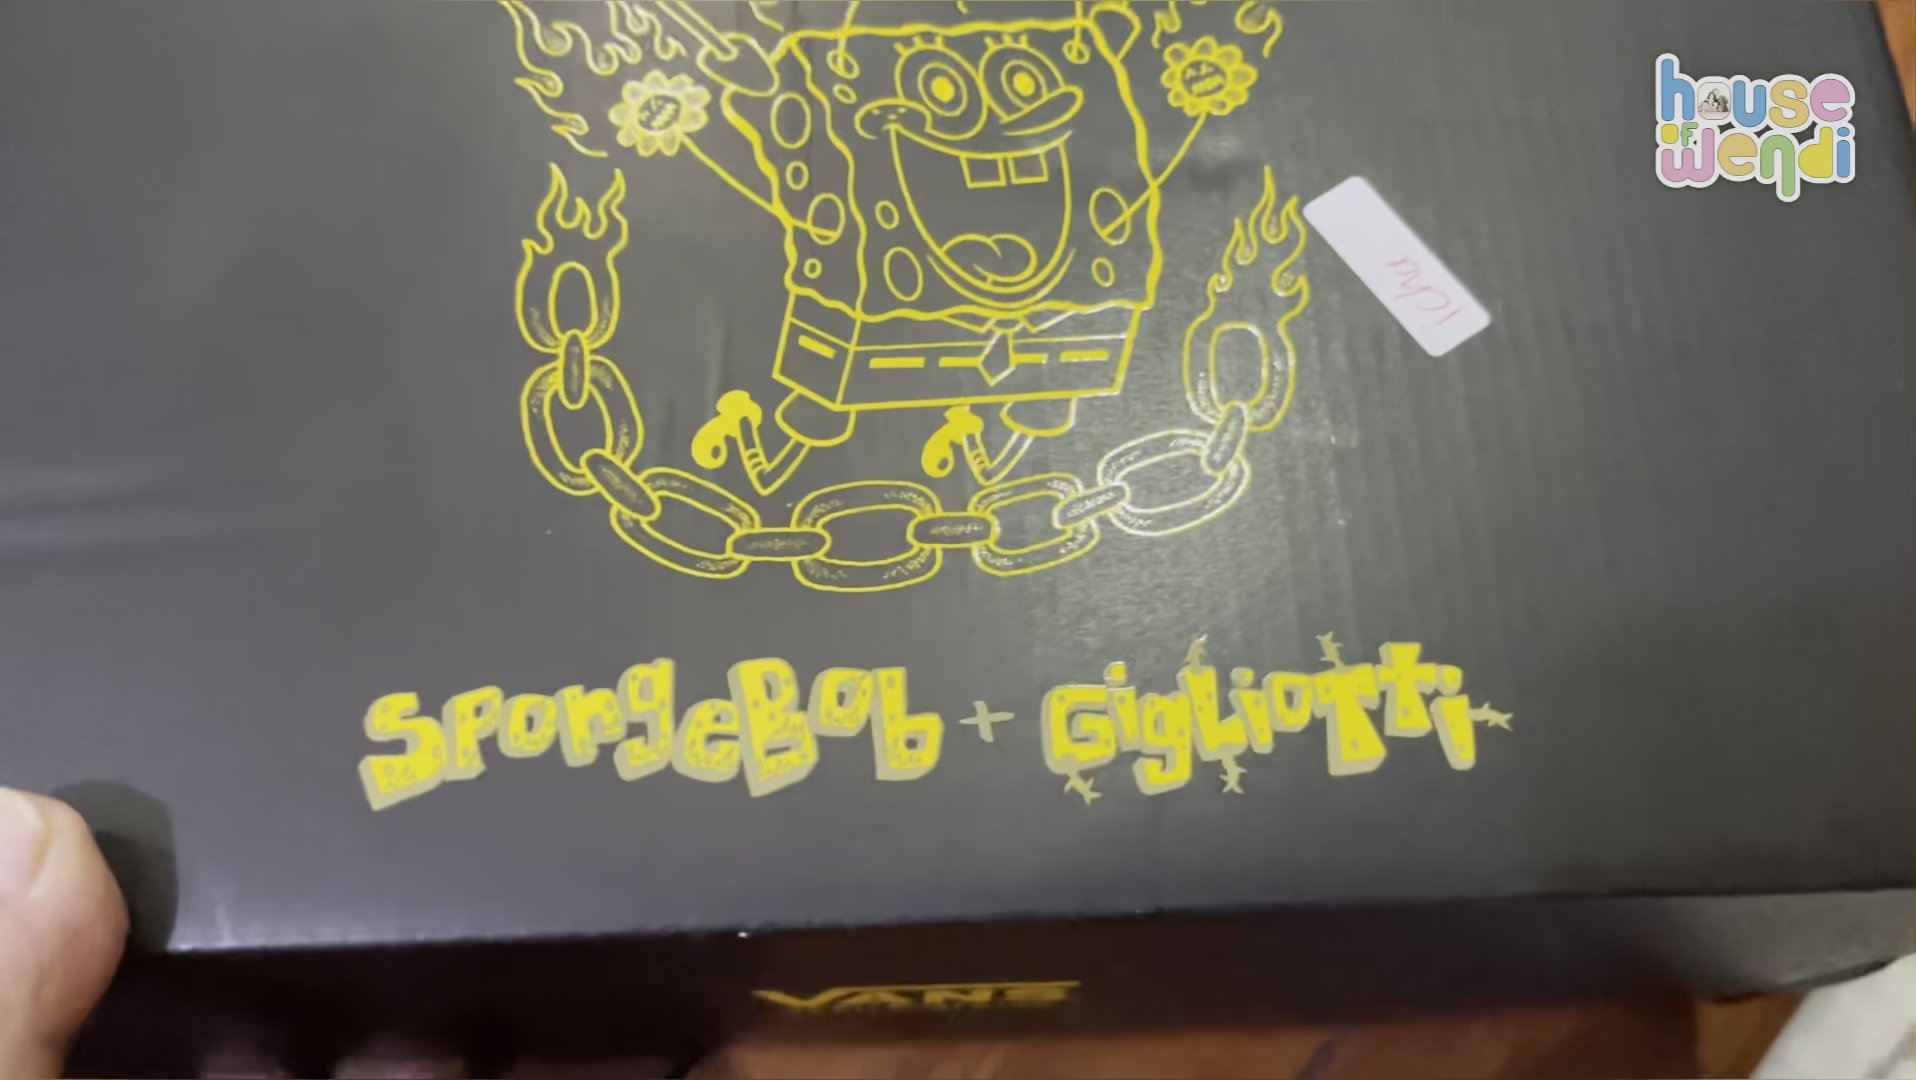 house
of
wendi
SpongeBob + Gigliotti
VANS